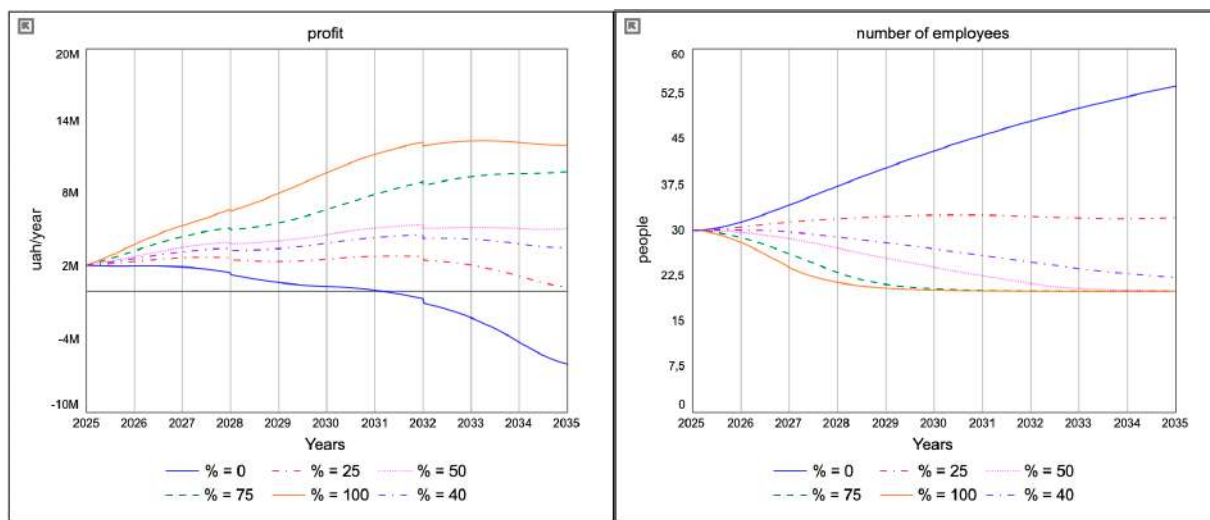 profit
20M
14M
8M
2M
-4M
-10M
uah/year
2025 2026 2027 2028 2029 2030 2031 2032 2033 2034 2035
Years
% = 0 % = 25 % = 50
% = 75 % = 100 % = 40
number of employees
60
52,5
45
37,5
30
22,5
15
7,5
0
people
2025 2026 2027 2028 2029 2030 2031 2032 2033 2034 2035
Years
% = 0 % = 25 % = 50
% = 75 % = 100 % = 40